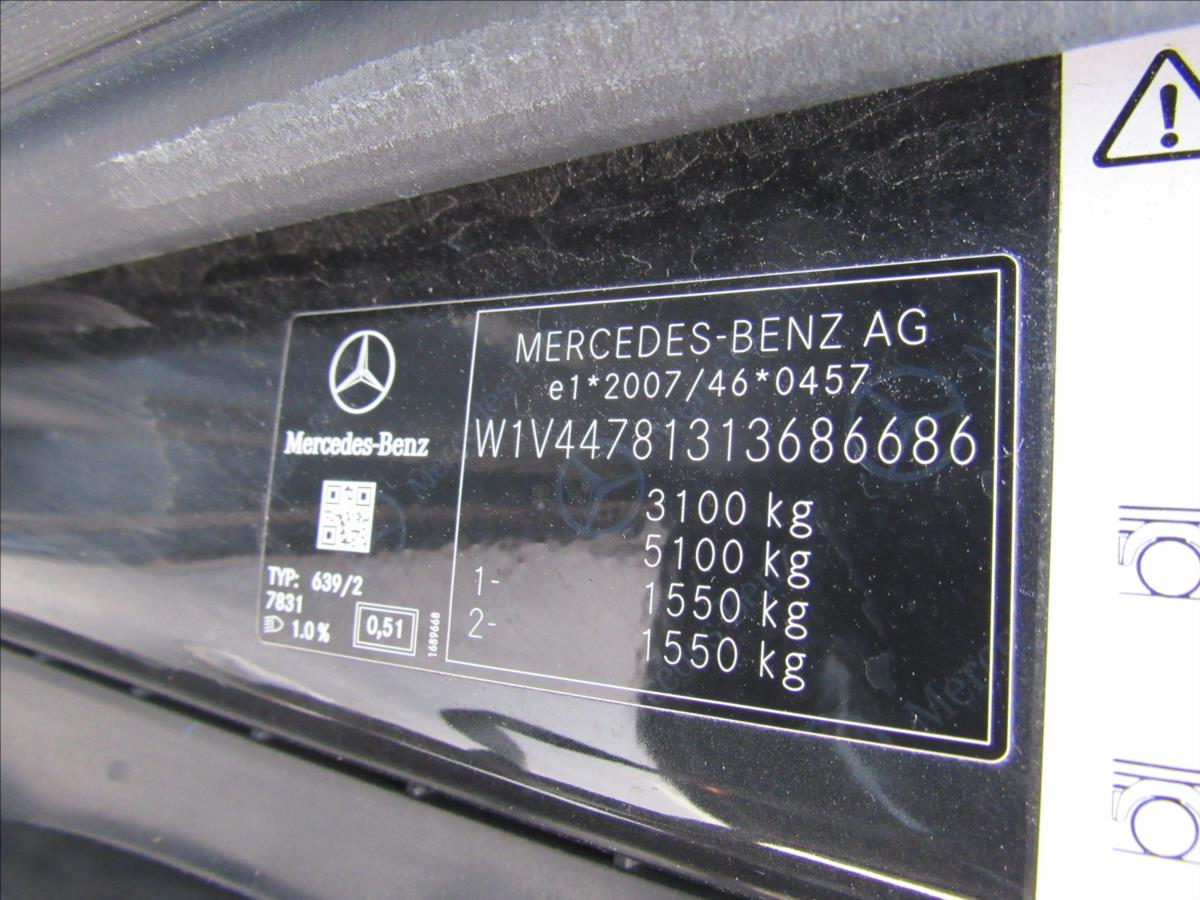 Mercedes-Benz
TYP: 639/2
7831
1.0%
0,51
1689668
MERCEDES-BENZ AG
e1*2007/46*0457
W1V44781313686686
3100 kg
5100 kg
1- 1550 kg
2- 1550 kg